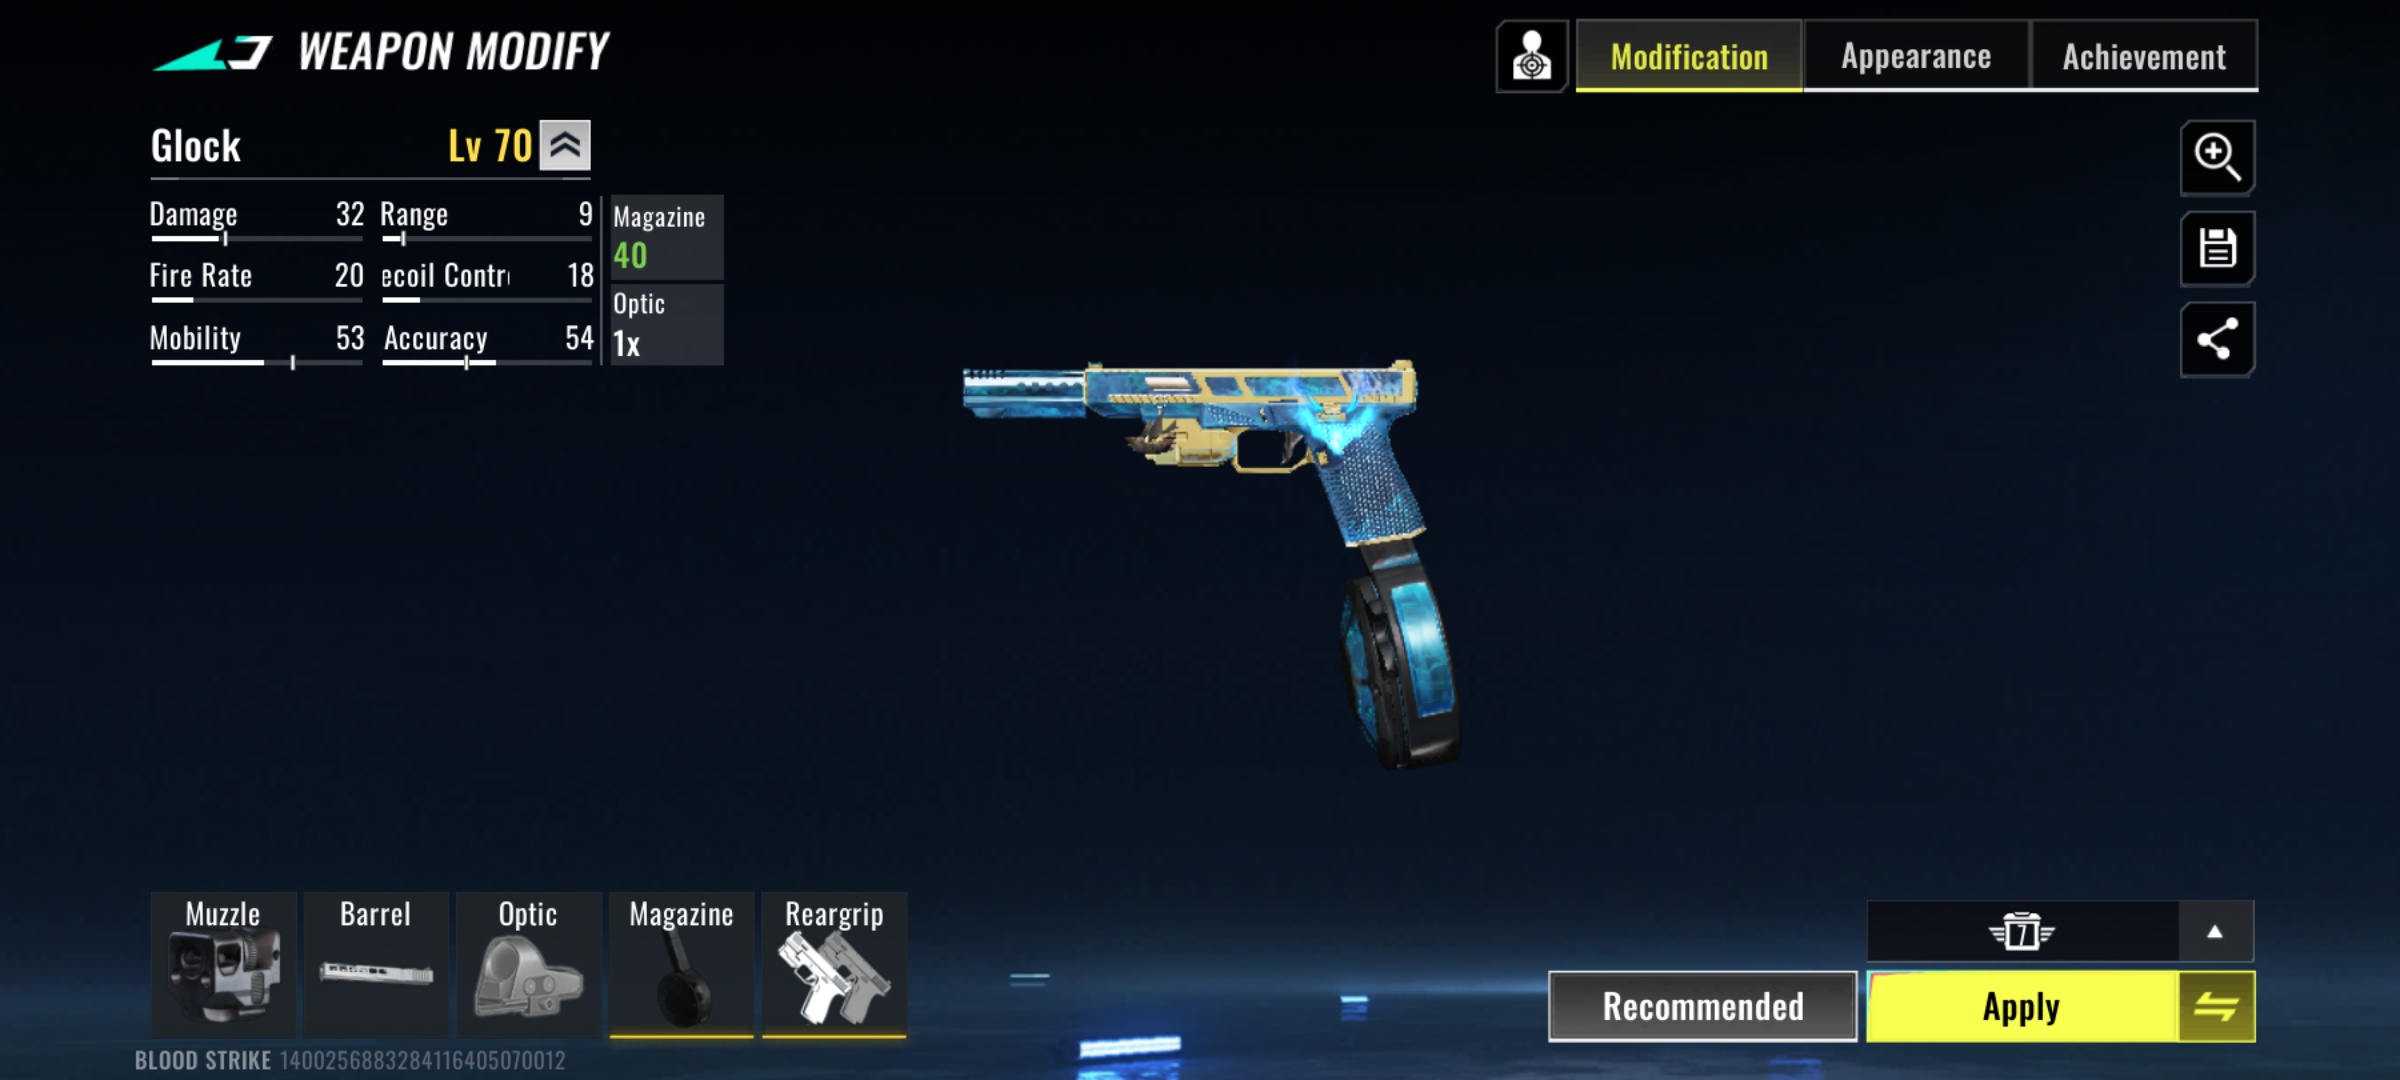 WEAPON MODIFY
Modification
Appearance
Achievement
Glock
Lv 70
Damage 32
Range 9
Magazine
40
Fire Rate 20
ecoil Contr 18
Optic
1x
Mobility 53
Accuracy 54
Muzzle
Barrel
Optic
Magazine
Reargrip
7
Recommended
Apply
BLOOD STRIKE 1400256883284116405070012